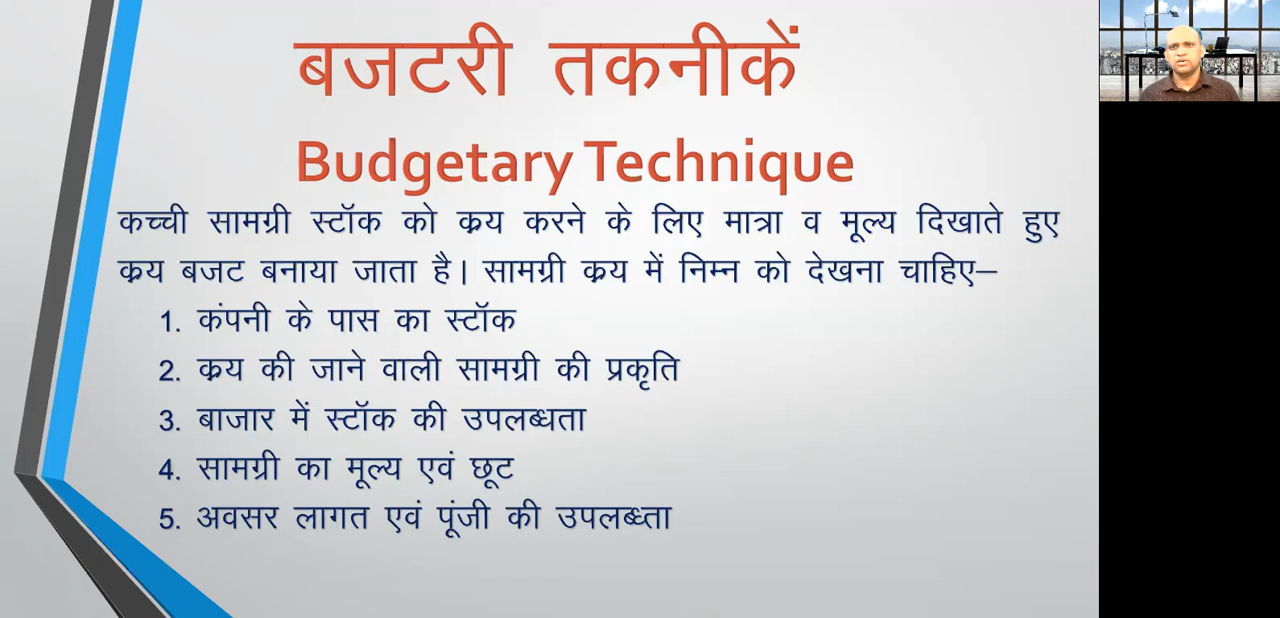 बजटरी तकनीकें
Budgetary Technique
कच्ची सामग्री स्टॉक को क्रय करने के लिए मात्रा व मूल्य दिखाते हुए
क्रय बजट बनाया जाता है। सामग्री क्रय में निम्न को देखना चाहिए–
1. कंपनी के पास का स्टॉक
2. क्रय की जाने वाली सामग्री की प्रकृति
3. बाजार में स्टॉक की उपलब्धता
4. सामग्री का मूल्य एवं छूट
5. अवसर लागत एवं पूंजी की उपलब्ध्ता